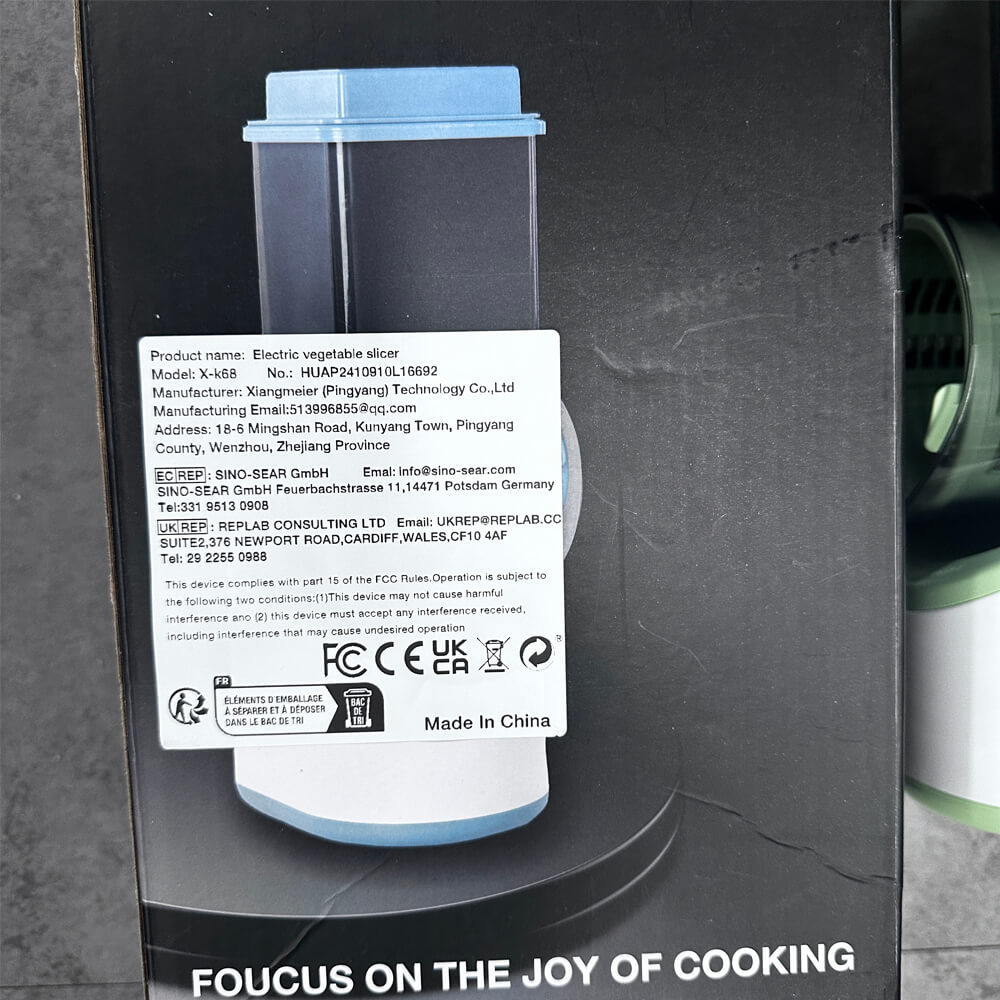 Product name: Electric vegetable slicer
Model: X-k68 No.: HUAP2410910L16692
Manufacturer: Xiangmeier (Pingyang) Technology Co.,Ltd
Manufacturing Email:513996855@qq.com
Address: 18-6 Mingshan Road, Kunyang Town, Pingyang
County, Wenzhou, Zhejiang Province
EC REP : SINO-SEAR GmbH Emal: info@sino-sear.com
SINO-SEAR GmbH Feuerbachstrasse 11,14471 Potsdam Germany
Tel:331 9513 0908
UK REP : REPLAB CONSULTING LTD Email: UKREP@REPLAB.CC
SUITE2,376 NEWPORT ROAD,CARDIFF,WALES,CF10 4AF
Tel: 29 2255 0988
This device complies with part 15 of the FCC Rules.Operation is subject to
the following two conditions:(1)This device may not cause harmful
interference ano (2) this device must accept any interference received,
including interference that may cause undesired operation
FC CE UK CA ®
FR
ÉLÉMENTS D'EMBALLAGE
À SÉPARER ET À DÉPOSER
DANS LE BAC DE TRI
BAC
DE
TRI
Made In China
FOUCUS ON THE JOY OF COOKING